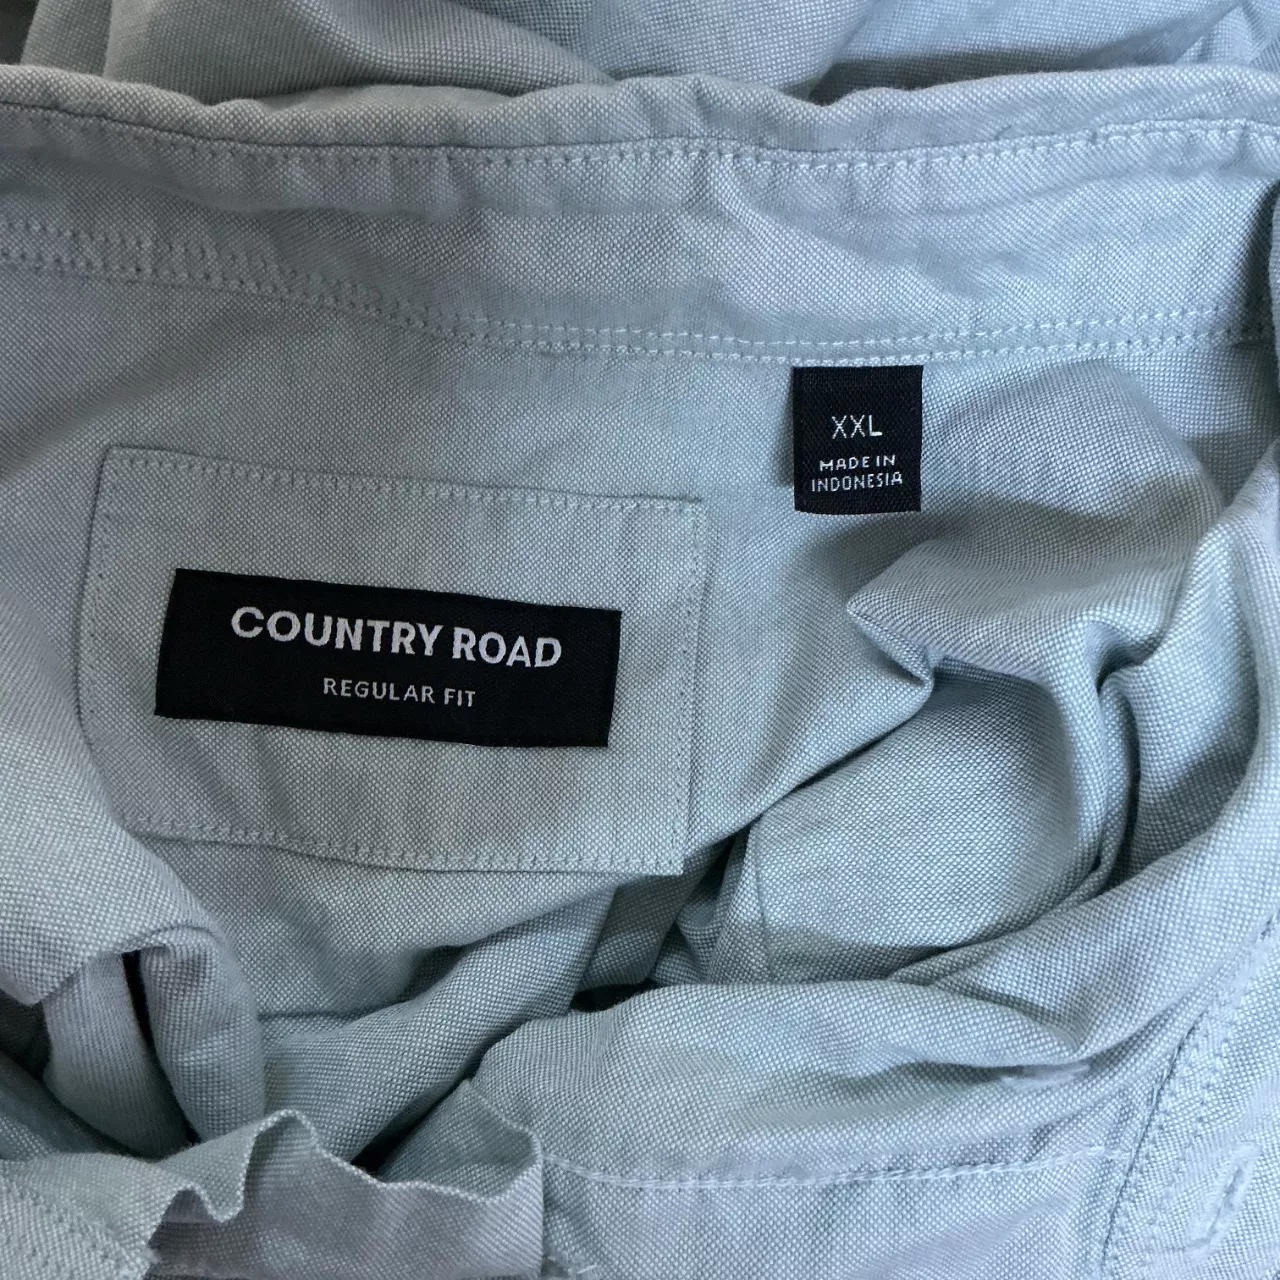 XXL
MADE IN
INDONESIA
COUNTRY ROAD
REGULAR FIT